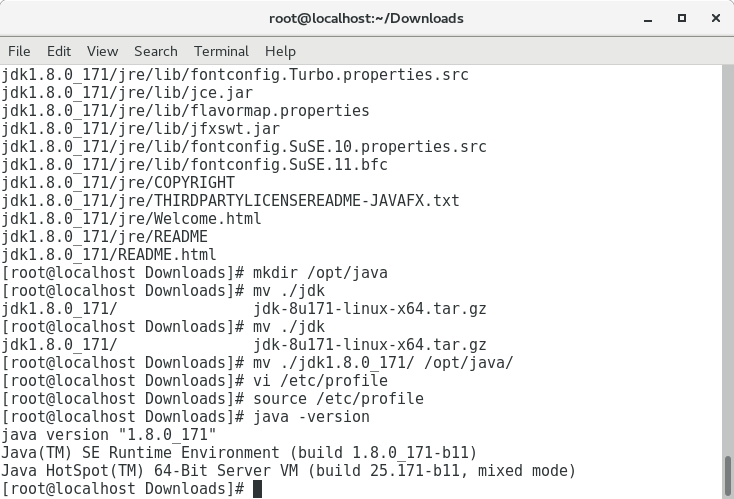 root@localhost:~/Downloads
File Edit View Search Terminal Help
jdk1.8.0_171/jre/lib/fontconfig.Turbo.properties.src
jdk1.8.0_171/jre/lib/jce.jar
jdk1.8.0_171/jre/lib/flavormap.properties
jdk1.8.0_171/jre/lib/jfxswt.jar
jdk1.8.0_171/jre/lib/fontconfig.SuSE.10.properties.src
jdk1.8.0_171/jre/lib/fontconfig.SuSE.11.bfc
jdk1.8.0_171/jre/COPYRIGHT
jdk1.8.0_171/jre/THIRDPARTYLICENSEREADME-JAVAFX.txt
jdk1.8.0_171/jre/Welcome.html
jdk1.8.0_171/jre/README
jdk1.8.0_171/README.html
[root@localhost Downloads]# mkdir /opt/java
[root@localhost Downloads]# mv ./jdk
jdk1.8.0_171/               jdk-8u171-linux-x64.tar.gz
[root@localhost Downloads]# mv ./jdk
jdk1.8.0_171/               jdk-8u171-linux-x64.tar.gz
[root@localhost Downloads]# mv ./jdk1.8.0_171/ /opt/java/
[root@localhost Downloads]# vi /etc/profile
[root@localhost Downloads]# source /etc/profile
[root@localhost Downloads]# java -version
java version "1.8.0_171"
Java(TM) SE Runtime Environment (build 1.8.0_171-b11)
Java HotSpot(TM) 64-Bit Server VM (build 25.171-b11, mixed mode)
[root@localhost Downloads]#